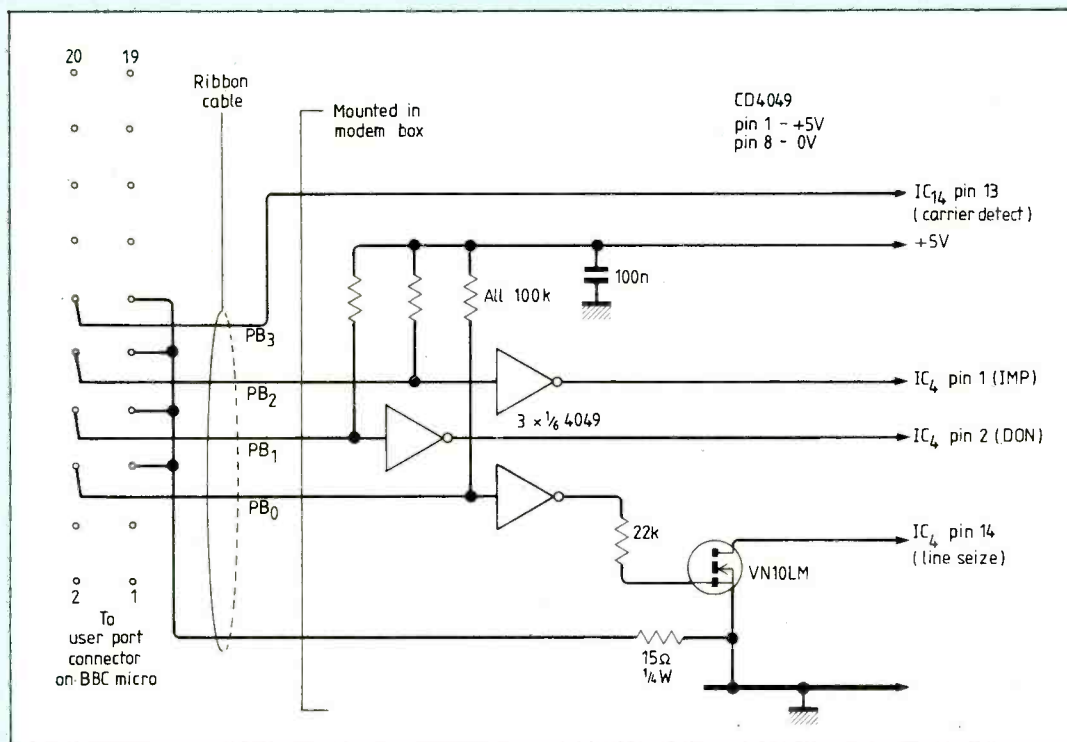 20 19
Ribbon
cable
Mounted in
modem box
CD4049
pin 1 - +5V
pin 8 - 0V
IC14 pin 13
(carrier detect)
+5V
100n
All 100k
PB3
PB2
IC4 pin 1 (IMP)
3 x 1/6 4049
PB1
IC4 pin 2 (DON)
PB0
22k
IC4 pin 14
(line seize)
VN10LM
2 1
To
user port
connector
on BBC micro
15Ω
1/4W